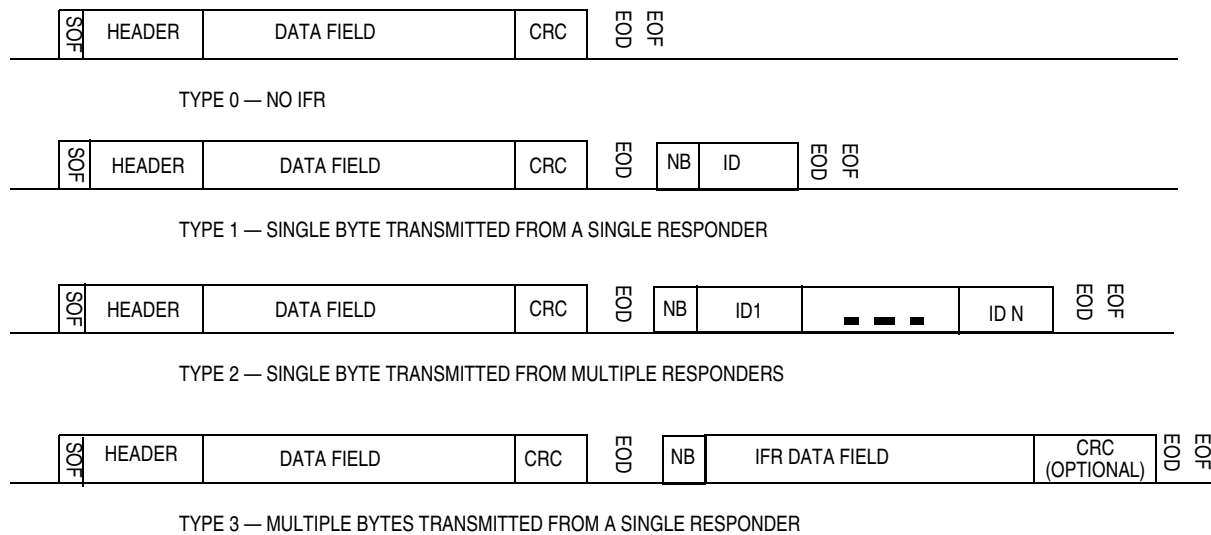 SOF HEADER DATA FIELD CRC EOD EOF
TYPE 0 — NO IFR
SOF HEADER DATA FIELD CRC EOD NB ID EOD EOF
TYPE 1 — SINGLE BYTE TRANSMITTED FROM A SINGLE RESPONDER
SOF HEADER DATA FIELD CRC EOD NB ID1 ID N EOD EOF
TYPE 2 — SINGLE BYTE TRANSMITTED FROM MULTIPLE RESPONDERS
SOF HEADER DATA FIELD CRC EOD NB IFR DATA FIELD CRC (OPTIONAL) EOD EOF
TYPE 3 — MULTIPLE BYTES TRANSMITTED FROM A SINGLE RESPONDER